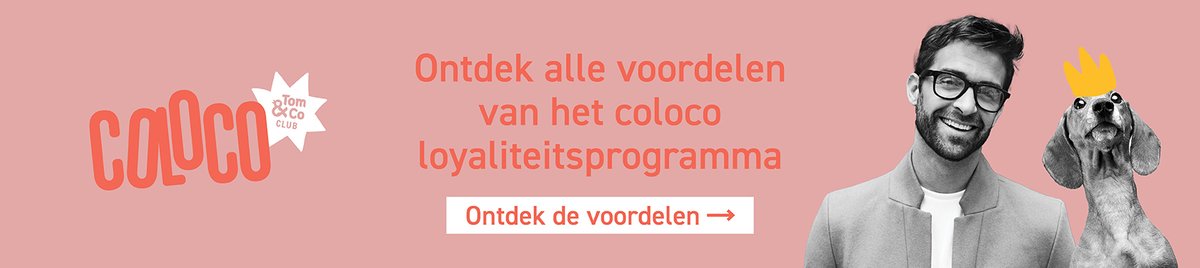 COLOCO
Tom
&Co
CLUB
Ontdek alle voordelen
van het coloco
loyaliteitsprogramma
Ontdek de voordelen →